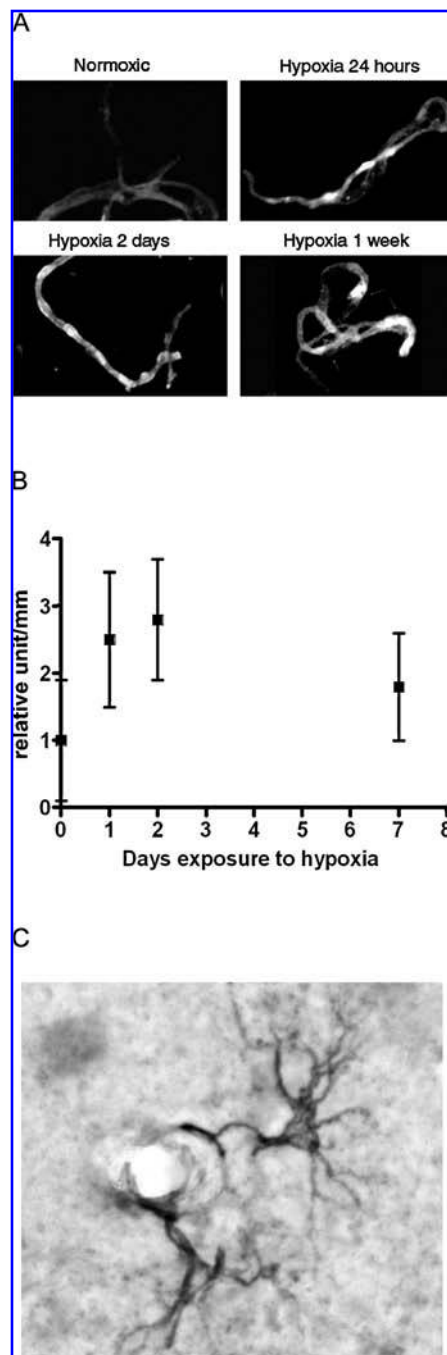 A
Normoxic
Hypoxia 24 hours
Hypoxia 2 days
Hypoxia 1 week
B
relative unit/mm
4
3
2
1
0
0 1 2 3 4 5 6 7 8
Days exposure to hypoxia
C